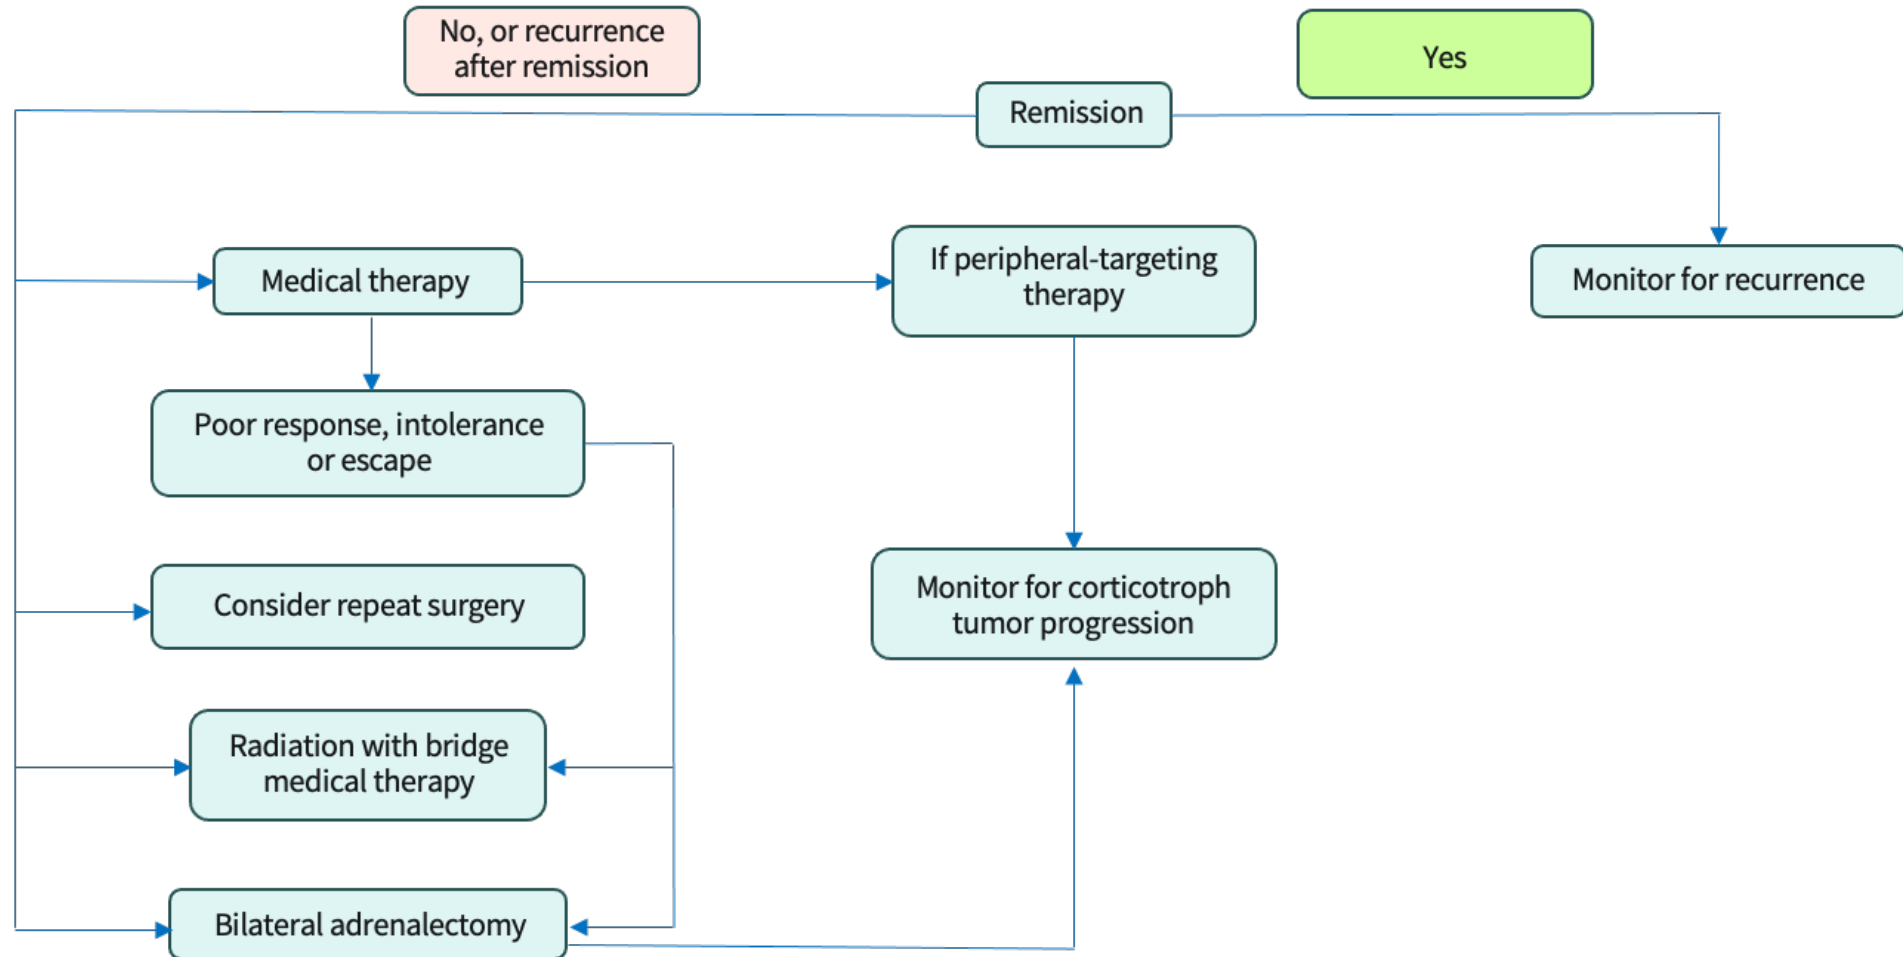 No, or recurrence
after remission
Yes
Remission
Medical therapy
If peripheral-targeting
therapy
Monitor for recurrence
Poor response, intolerance
or escape
Consider repeat surgery
Monitor for corticotroph
tumor progression
Radiation with bridge
medical therapy
Bilateral adrenalectomy